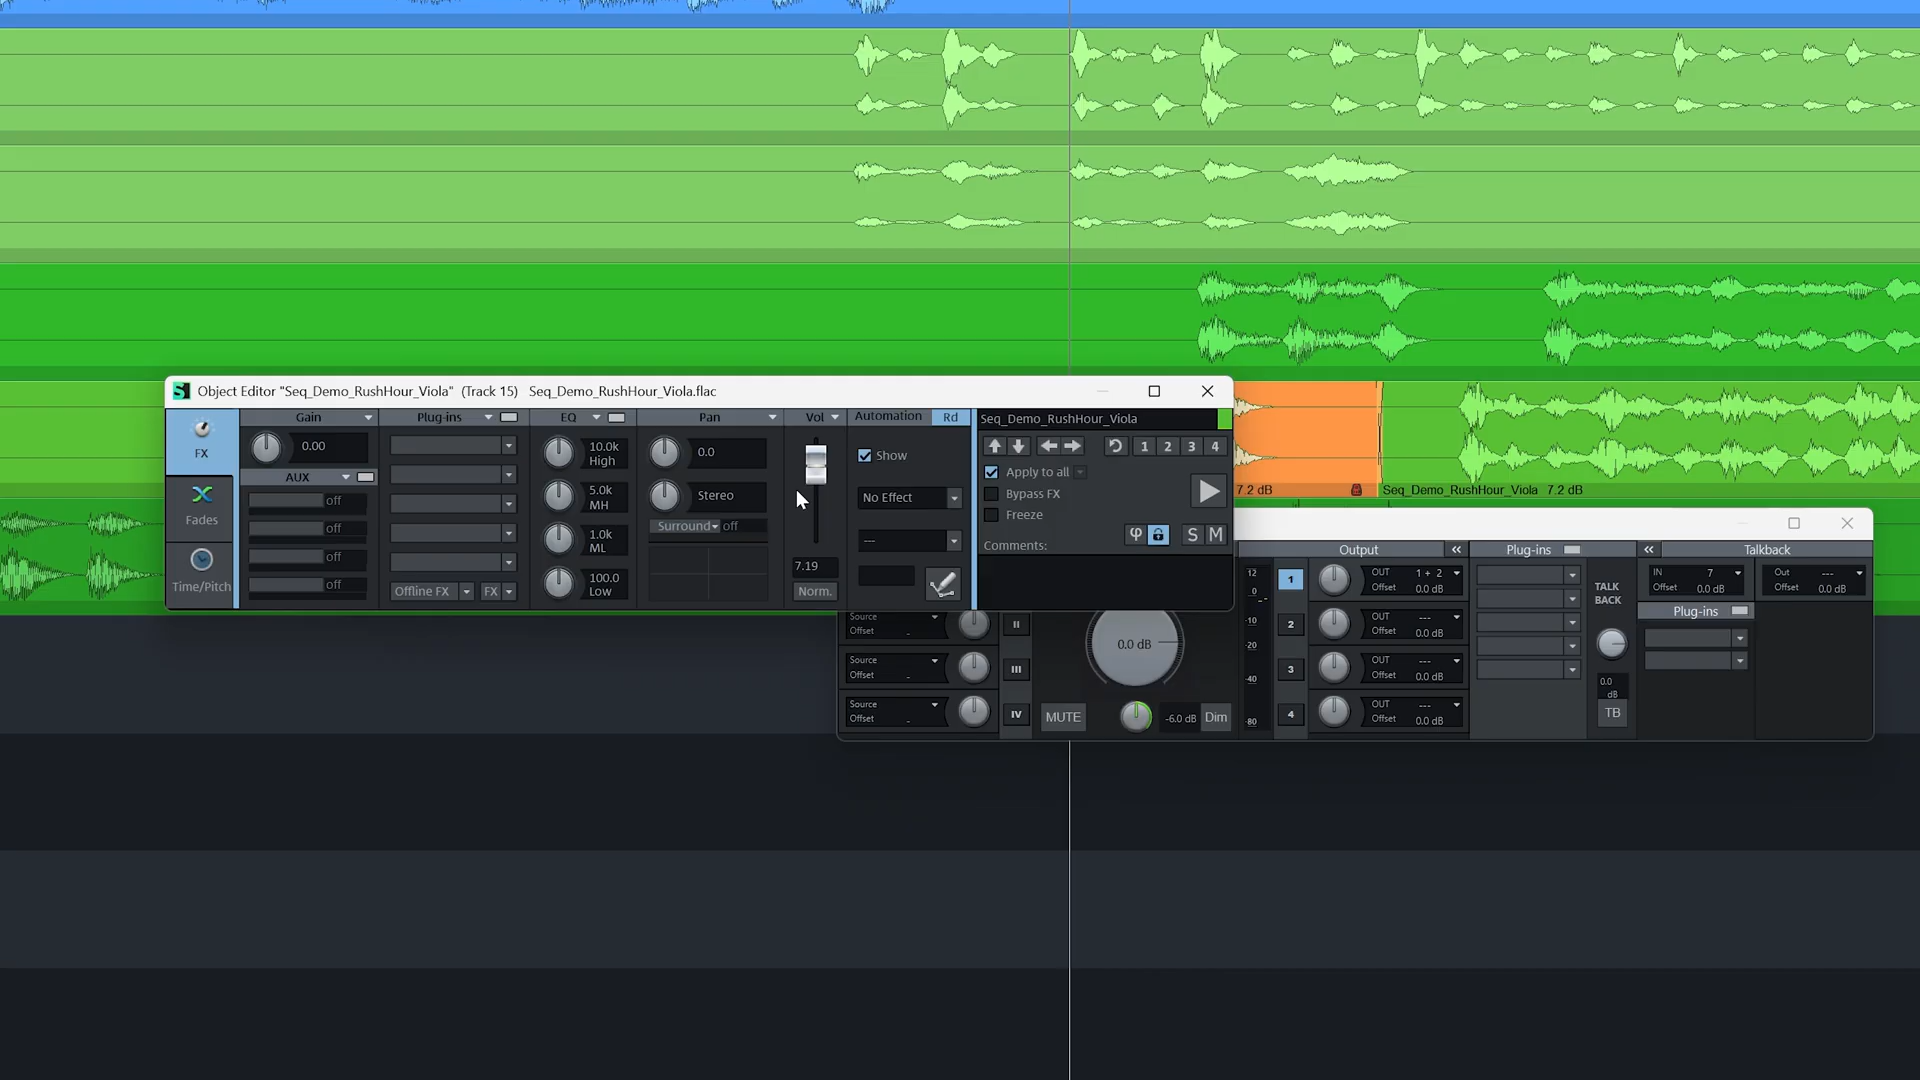 Object Editor "Seq_Demo_RushHour_Viola"  (Track 15)   Seq_Demo_RushHour_Viola.flac
FX
Fades
Time/Pitch
Gain
0.00
AUX
off
off
off
off
Plug-ins
Offline FX
FX
EQ
10.0k
High
5.0k
MH
1.0k
ML
100.0
Low
Pan
0.0
Stereo
Surround
off
Vol
7.19
Norm.
Automation
Rd
Show
No Effect
---
Seq_Demo_RushHour_Viola
1
2
3
4
Apply to all
Bypass FX
Freeze
φ
S
M
Comments:
7.2 dB
Seq_Demo_RushHour_Viola   7.2 dB
Source
Offset
-
II
Source
Offset
-
III
Source
Offset
-
IV
0.0 dB
MUTE
-6.0 dB
Dim
12
0
-10
-20
-40
-80
Output
1
OUT 1 + 2
Offset 0.0 dB
2
OUT ---
Offset 0.0 dB
3
OUT ---
Offset 0.0 dB
4
OUT ---
Offset 0.0 dB
Plug-ins
Talkback
TALK
BACK
0.0
dB
TB
IN 7
Offset 0.0 dB
Out ---
Offset 0.0 dB
Plug-ins